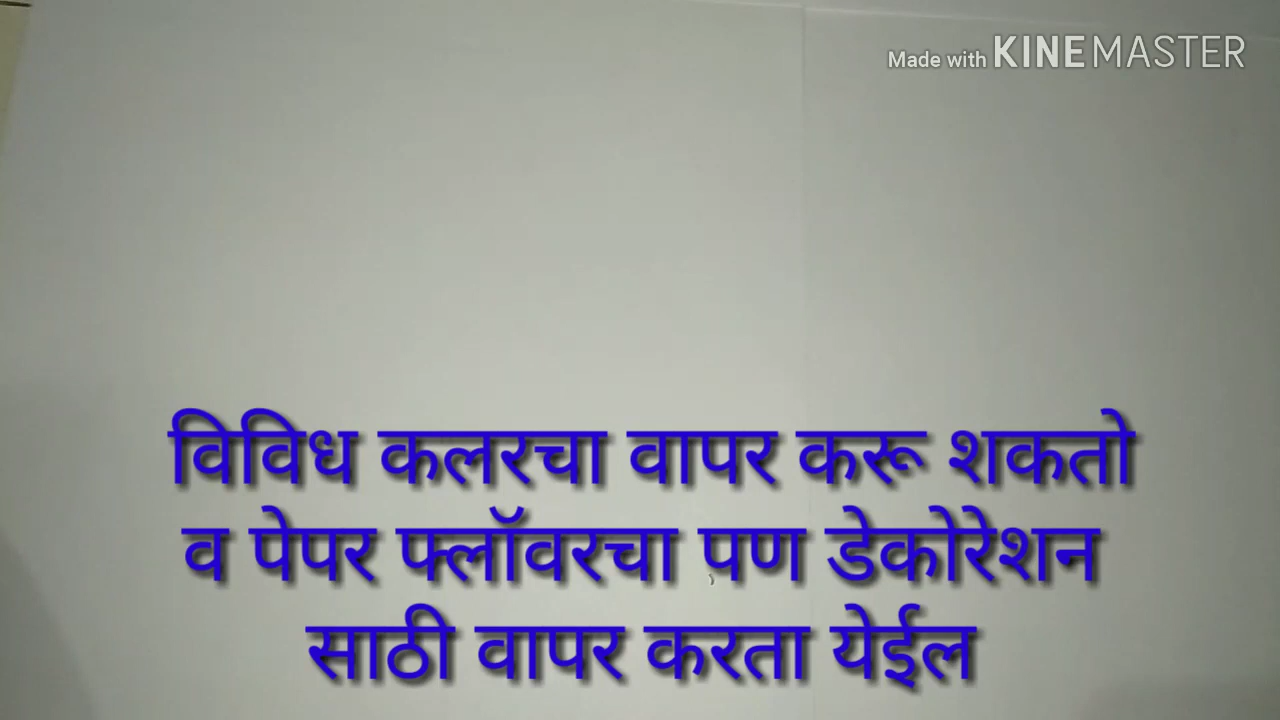 Made with KINEMASTER
विविध कलरचा वापर करू शकतो
व पेपर फ्लॉवरचा पण डेकोरेशन
साठी वापर करता येईल